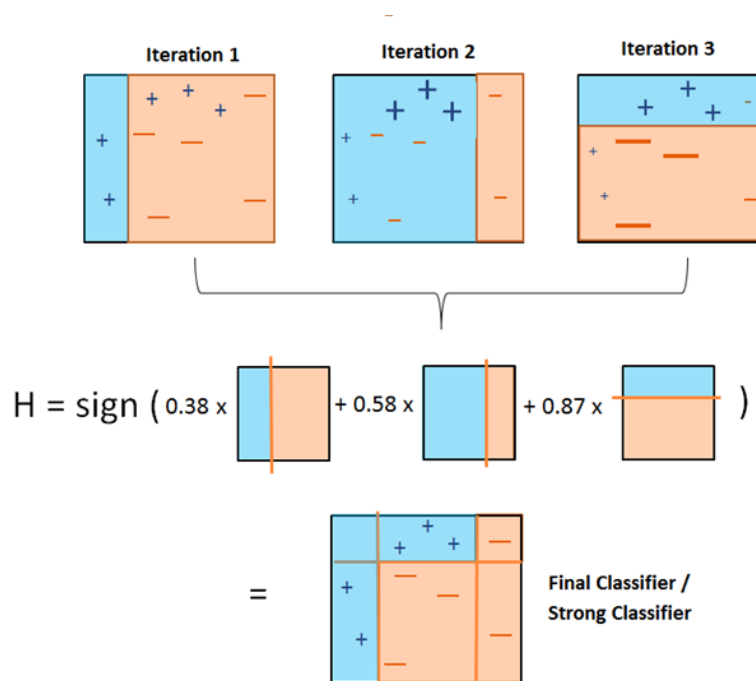 Iteration 1 Iteration 2 Iteration 3
H = sign ( 0.38 x + 0.58 x + 0.87 x )
=
Final Classifier /
Strong Classifier